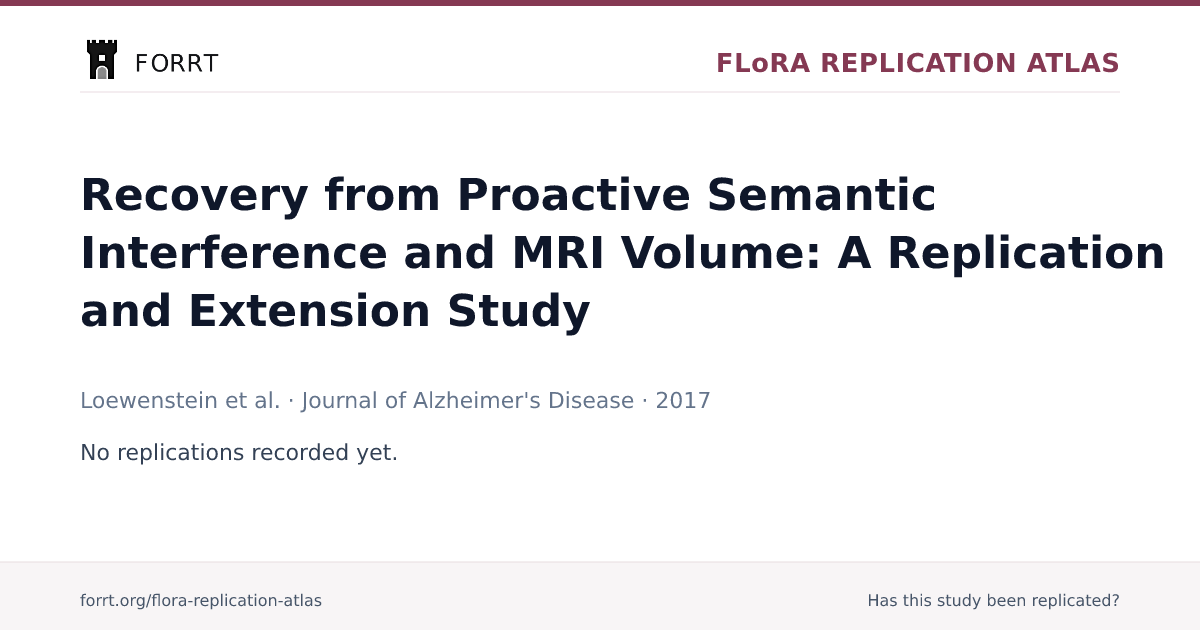 FORRT
FLoRA REPLICATION ATLAS
Recovery from Proactive Semantic
Interference and MRI Volume: A Replication
and Extension Study
Loewenstein et al. · Journal of Alzheimer's Disease · 2017
No replications recorded yet.
forrt.org/flora-replication-atlas
Has this study been replicated?